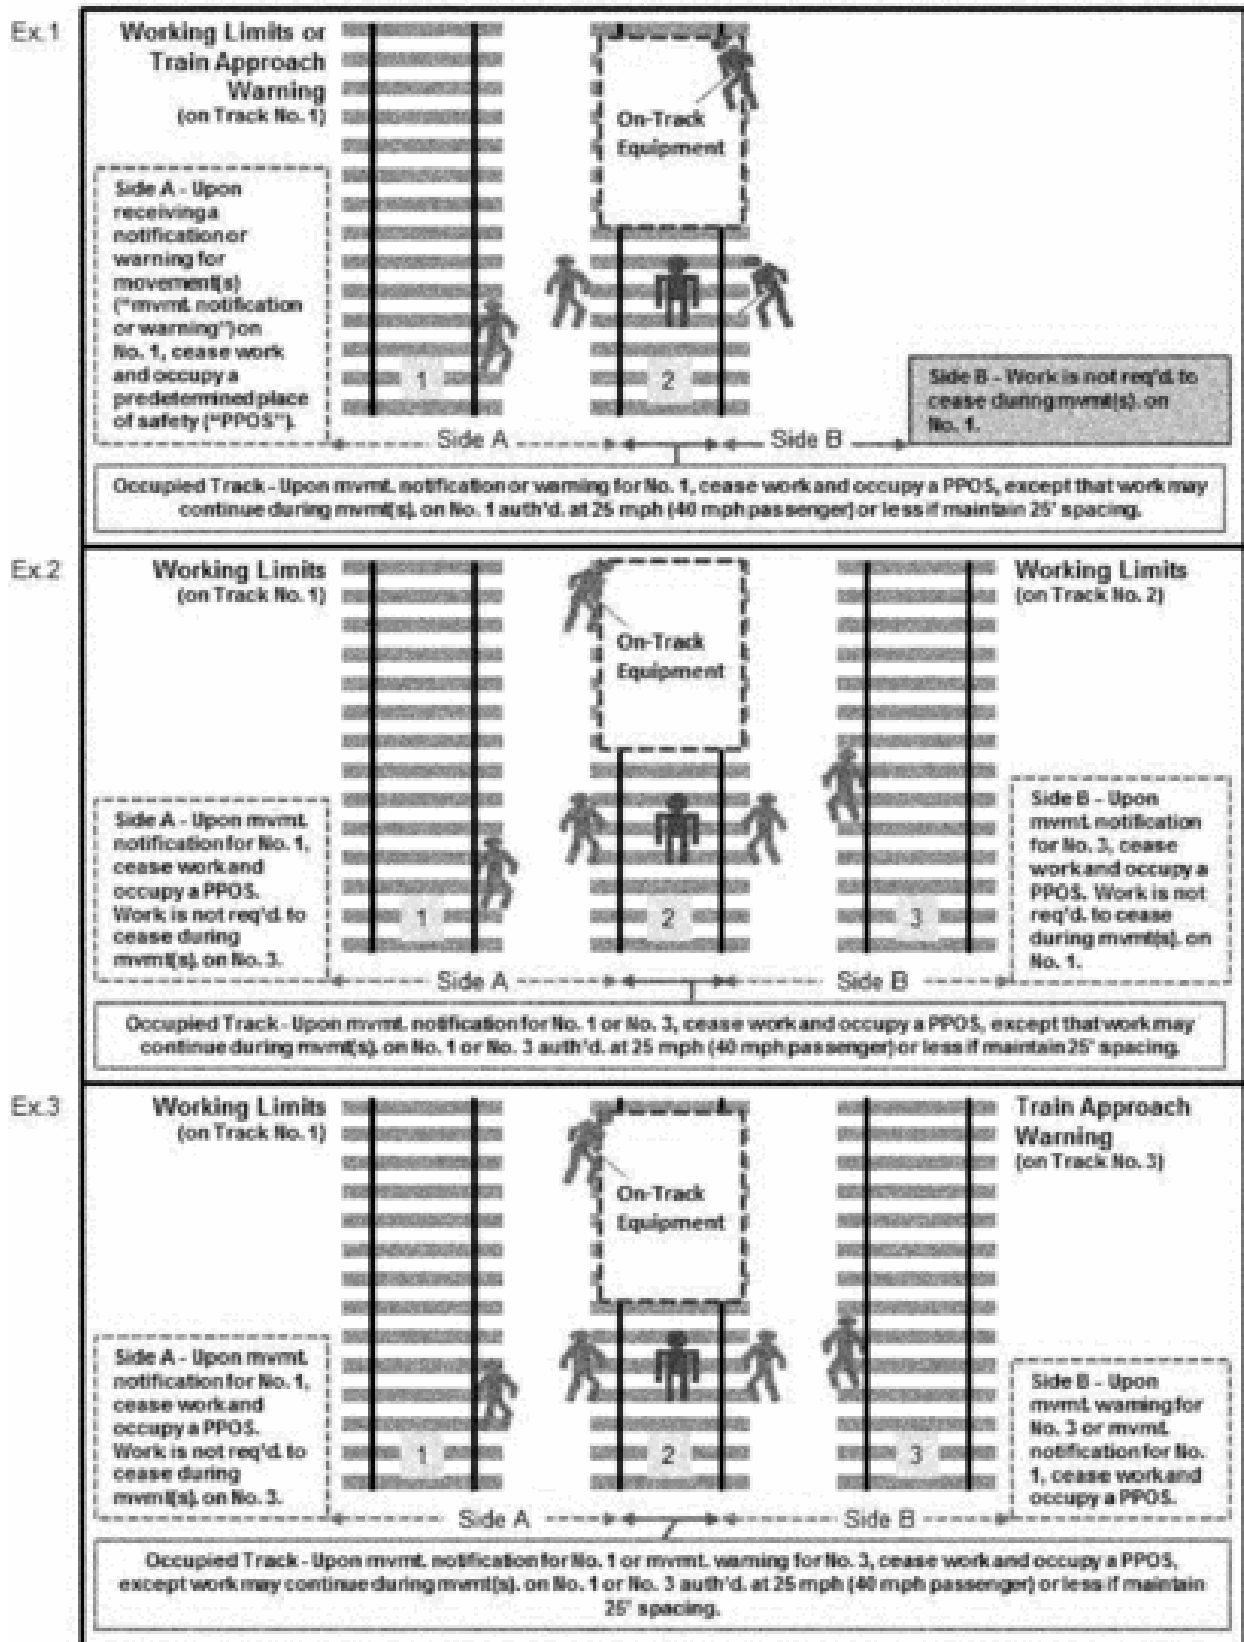 Ex.1
Working Limits or
Train Approach
Warning
(on Track No. 1)
On-Track
Equipment
Side A - Upon
receiving a
notification or
warning for
movement(s)
("mvmt. notification
or warning") on
No. 1, cease work
and occupy a
predetermined place
of safety ("PPOS").
1
2
Side B - Work is not req'd. to
cease during mvmt(s). on
No. 1.
Side A
Side B
Occupied Track - Upon mvmt. notification or warning for No. 1, cease work and occupy a PPOS, except that work may
continue during mvmt(s). on No. 1 auth'd. at 25 mph (40 mph passenger) or less if maintain 25' spacing.
Ex.2
Working Limits
(on Track No. 1)
On-Track
Equipment
Working Limits
(on Track No. 2)
Side A - Upon mvmt.
notification for No. 1,
cease work and
occupy a PPOS.
Work is not req'd. to
cease during
mvmt(s). on No. 3.
1
2
3
Side B - Upon
mvmt. notification
for No. 3, cease
work and occupy a
PPOS. Work is not
req'd. to cease
during mvmt(s). on
No. 1.
Side A
Side B
Occupied Track - Upon mvmt. notification for No. 1 or No. 3, cease work and occupy a PPOS, except that work may
continue during mvmt(s). on No. 1 or No. 3 auth'd. at 25 mph (40 mph passenger) or less if maintain 25' spacing.
Ex.3
Working Limits
(on Track No. 1)
On-Track
Equipment
Train Approach
Warning
(on Track No. 3)
Side A - Upon mvmt.
notification for No. 1,
cease work and
occupy a PPOS.
Work is not req'd. to
cease during
mvmt(s). on No. 3.
1
2
3
Side B - Upon
mvmt. warning for
No. 3 or mvmt.
notification for No.
1, cease work and
occupy a PPOS.
Side A
Side B
Occupied Track - Upon mvmt. notification for No. 1 or mvmt. warning for No. 3, cease work and occupy a PPOS,
except work may continue during mvmt(s). on No. 1 or No. 3 auth'd. at 25 mph (40 mph passenger) or less if maintain
25' spacing.